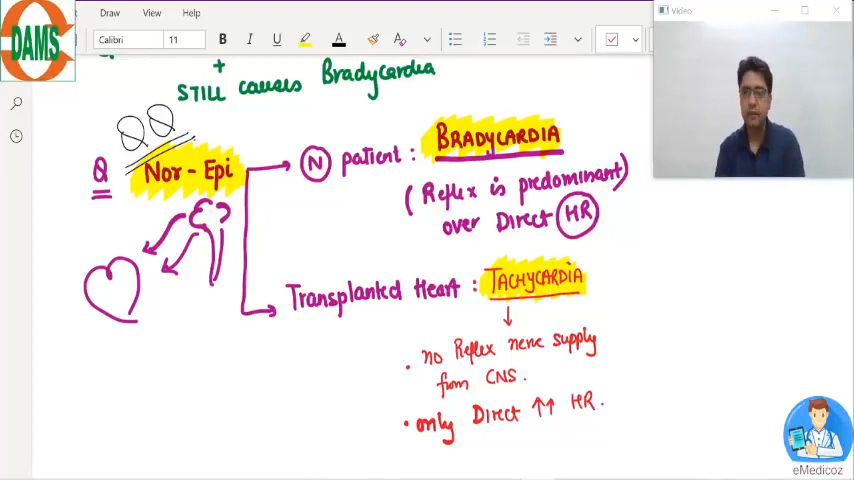 DAMS
Draw View Window
Calibri 11 B I U A
Video
+
STILL causes Bradycardia
Q Nor-Epi
N patient : BRADYCARDIA
(Reflex is predominant)
over Direct HR
Transplanted Heart : TACHYCARDIA
• no Reflex nerve supply
from CNS.
• only Direct ↑↑ HR.
eMedicoz